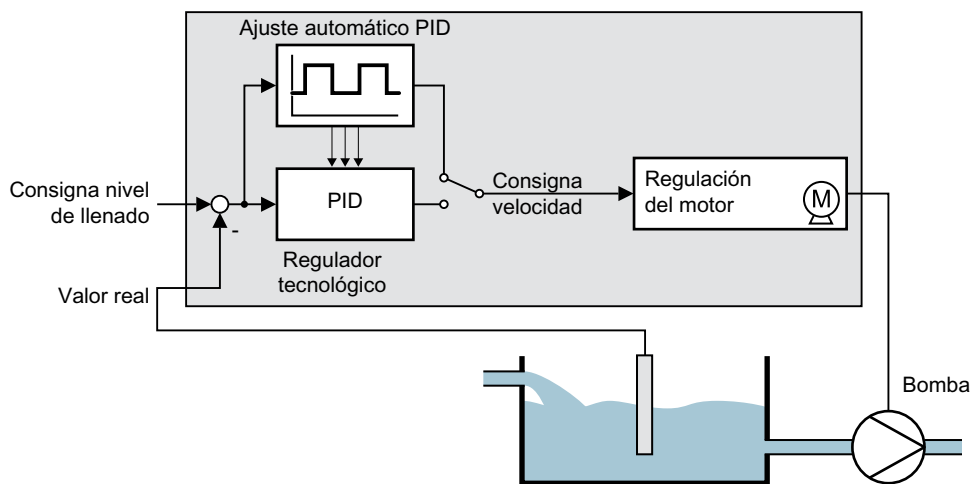 Ajuste automático PID
Consigna nivel
de llenado
-
PID
Regulador
tecnológico
Consigna
velocidad
Regulación
del motor
M
Valor real
Bomba